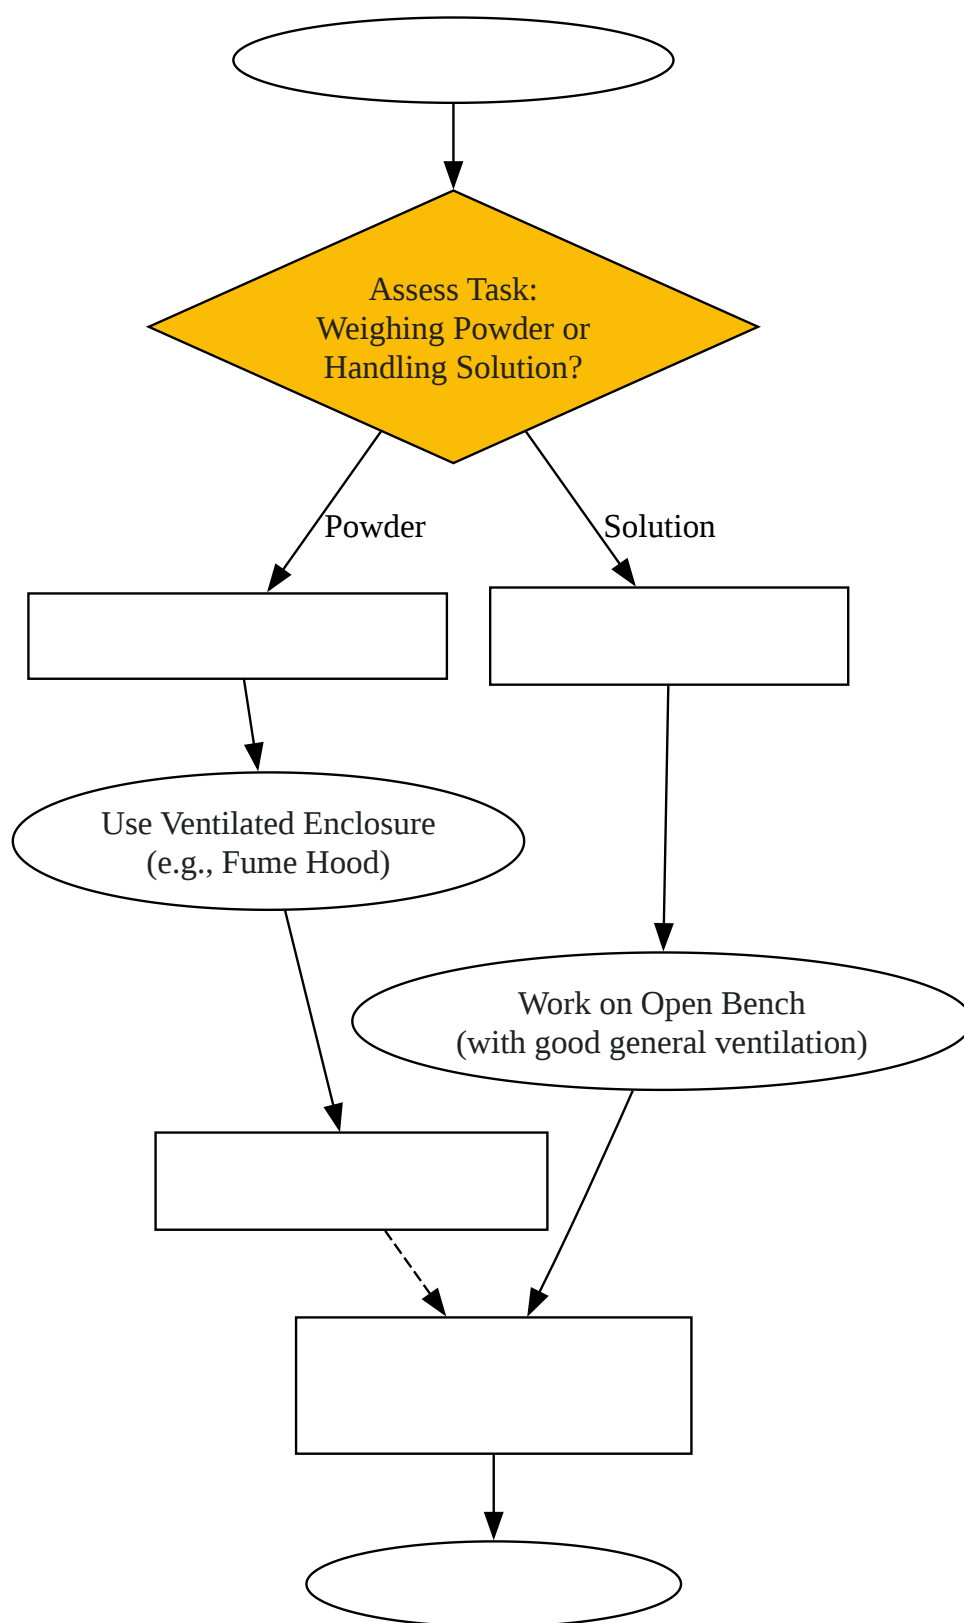 Assess Task:
Weighing Powder or
Handling Solution?
Powder
Solution
Use Ventilated Enclosure
(e.g., Fume Hood)
Work on Open Bench
(with good general ventilation)